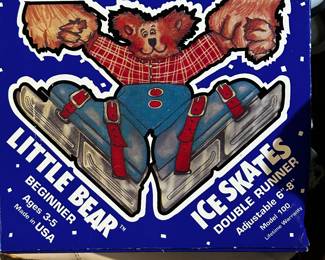 LITTLE BEAR™
BEGINNER
Ages 3-5
Made in USA
ICE SKATES
DOUBLE RUNNER
Adjustable 6"-8"
Model 100
Lifetime Warranty